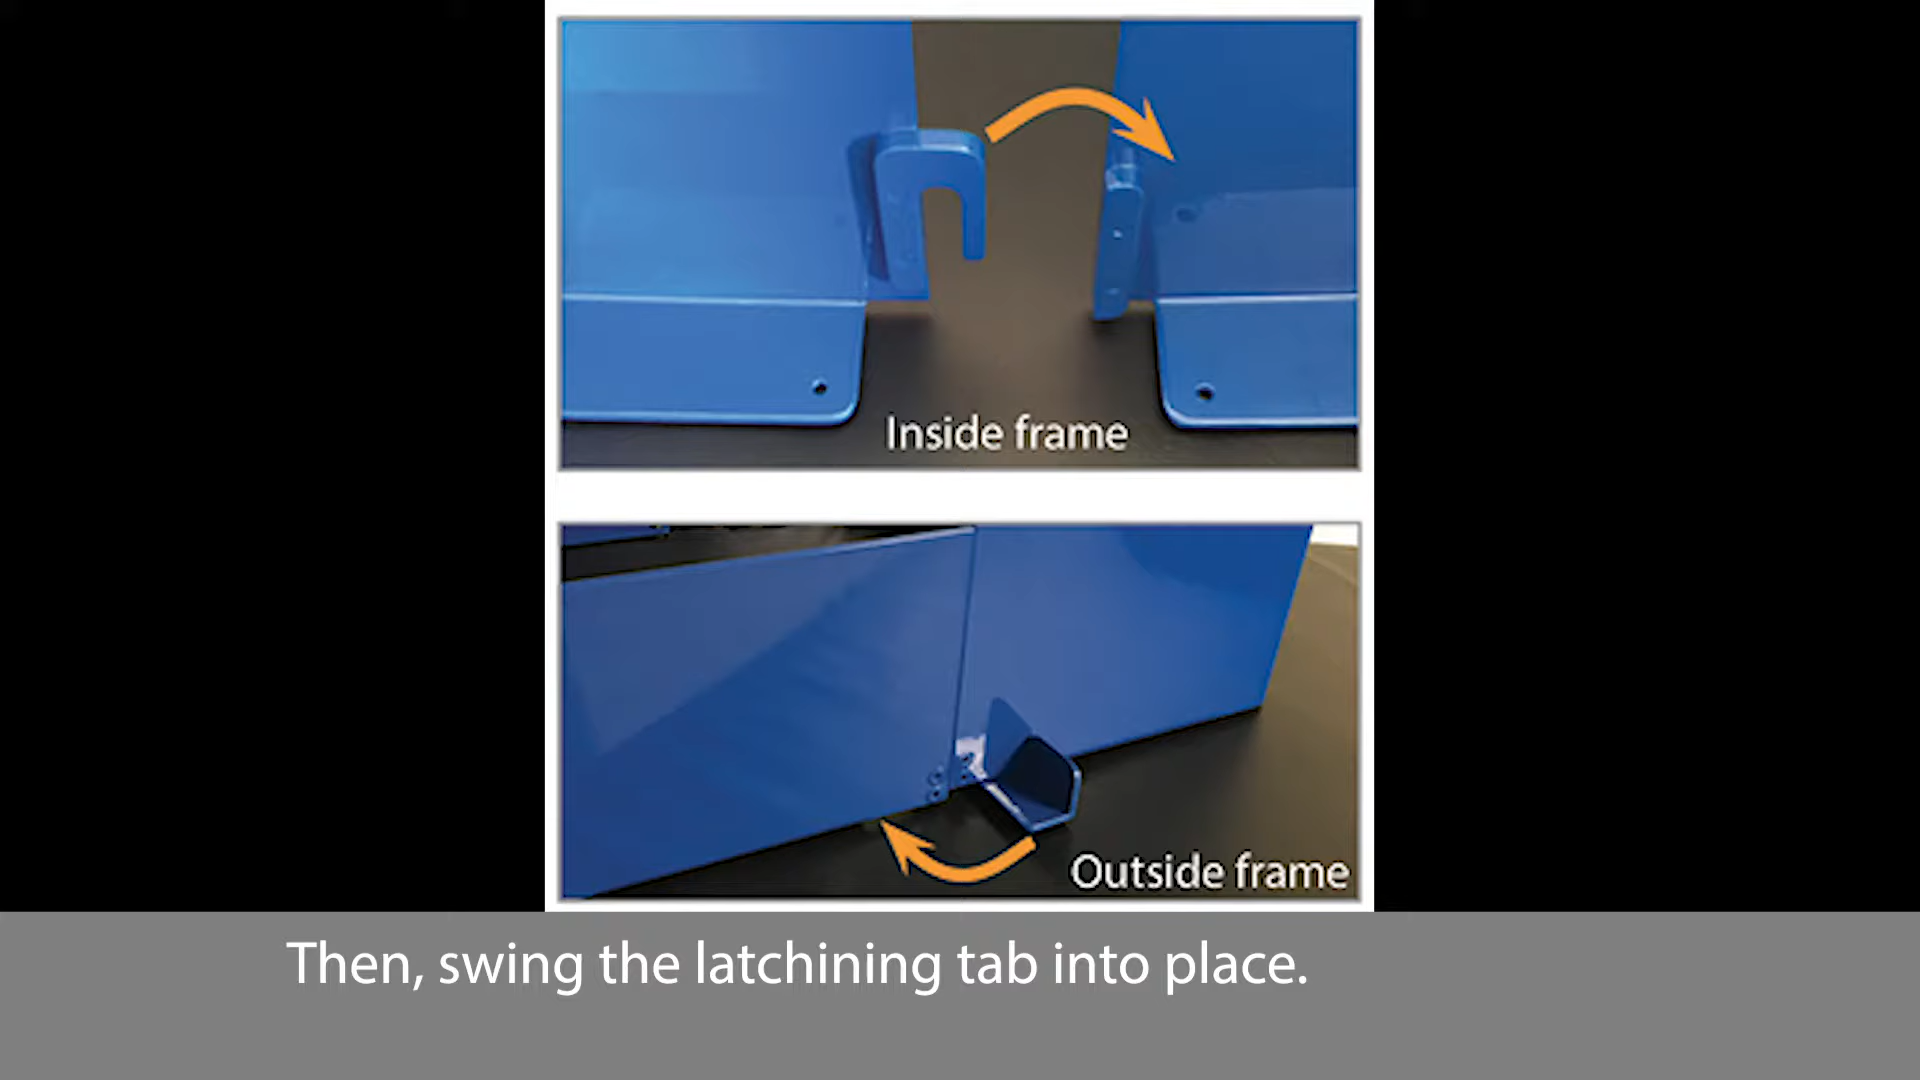 Inside frame
Outside frame
Then, swing the latchining tab into place.